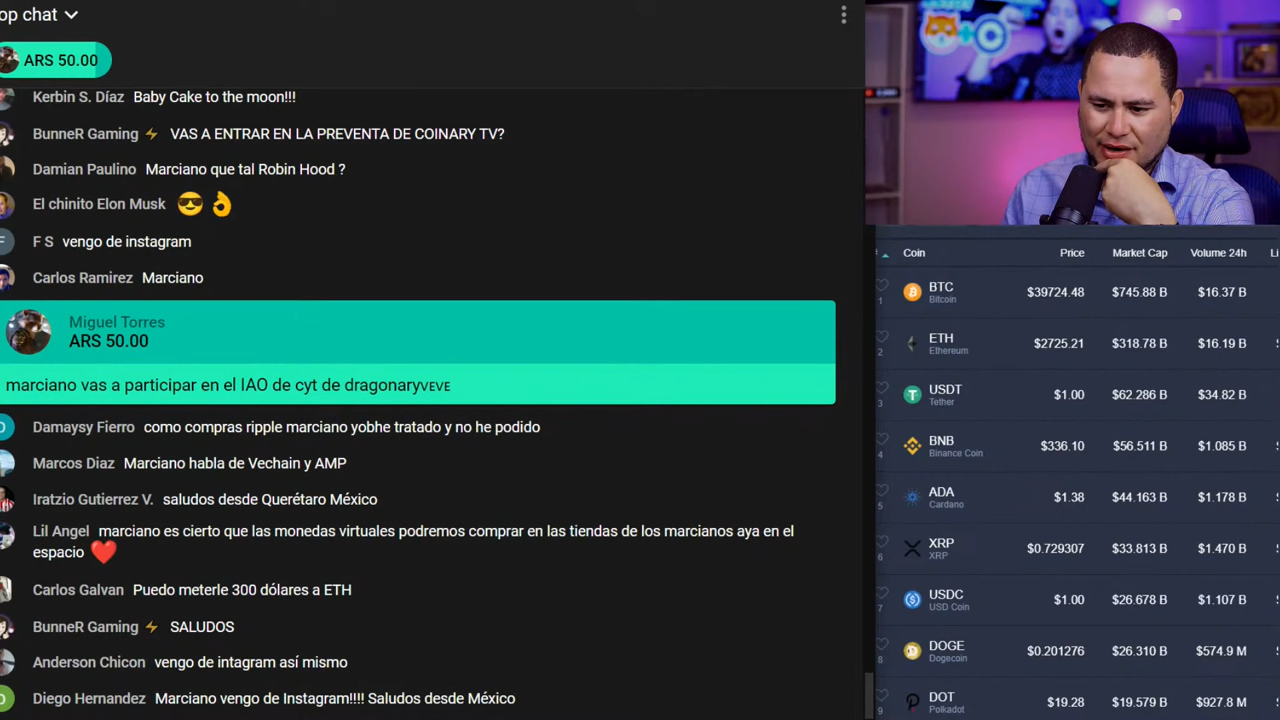 op chat
ARS 50.00
Kerbin S. Díaz Baby Cake to the moon!!!
BunneR Gaming VAS A ENTRAR EN LA PREVENTA DE COINARY TV?
Damian Paulino Marciano que tal Robin Hood ?
El chinito Elon Musk
F S vengo de instagram
Carlos Ramirez Marciano
Miguel Torres
ARS 50.00
marciano vas a participar en el IAO de cyt de dragonaryVEVE
Damaysy Fierro como compras ripple marciano yobhe tratado y no he podido
Marcos Diaz Marciano habla de Vechain y AMP
Iratzio Gutierrez V. saludos desde Querétaro México
Lil Angel marciano es cierto que las monedas virtuales podremos comprar en las tiendas de los marcianos aya en el
espacio
Carlos Galvan Puedo meterle 300 dólares a ETH
BunneR Gaming SALUDOS
Anderson Chicon vengo de intagram así mismo
Diego Hernandez Marciano vengo de Instagram!!!! Saludos desde México
Coin Price Market Cap Volume 24h Li
1 BTC Bitcoin $39724.48 $745.88 B $16.37 B
2 ETH Ethereum $2725.21 $318.78 B $16.19 B
3 USDT Tether $1.00 $62.286 B $34.82 B
4 BNB Binance Coin $336.10 $56.511 B $1.085 B
5 ADA Cardano $1.38 $44.163 B $1.178 B
6 XRP XRP $0.729307 $33.813 B $1.470 B
7 USDC USD Coin $1.00 $26.678 B $1.107 B
8 DOGE Dogecoin $0.201276 $26.310 B $574.9 M
9 DOT Polkadot $19.28 $19.579 B $927.8 M